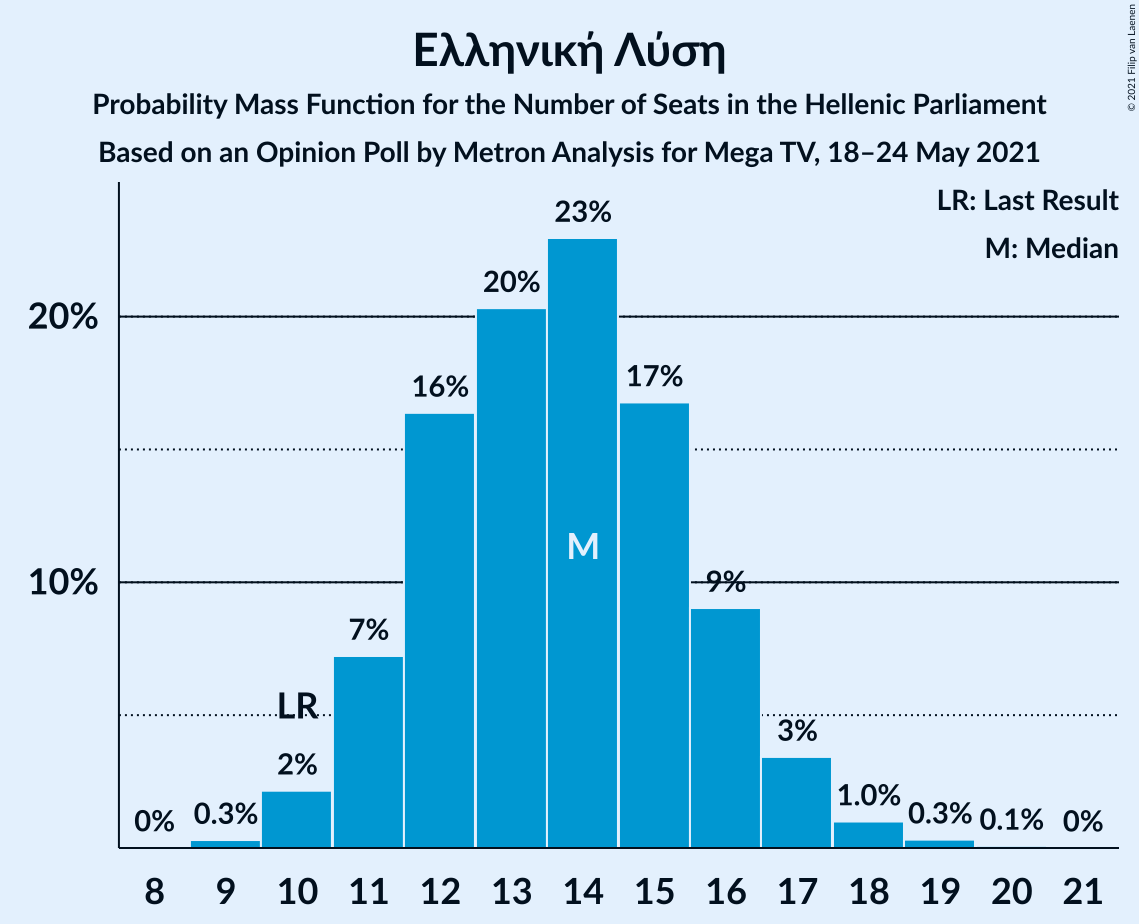 Ελληνική Λύση
Probability Mass Function for the Number of Seats in the Hellenic Parliament
Based on an Opinion Poll by Metron Analysis for Mega TV, 18–24 May 2021
© 2021 Filip van Laenen
LR: Last Result
M: Median
20%
10%
0%
0.3%
LR
2%
7%
16%
20%
23%
M
17%
9%
3%
1.0%
0.3%
0.1%
0%
8 9 10 11 12 13 14 15 16 17 18 19 20 21